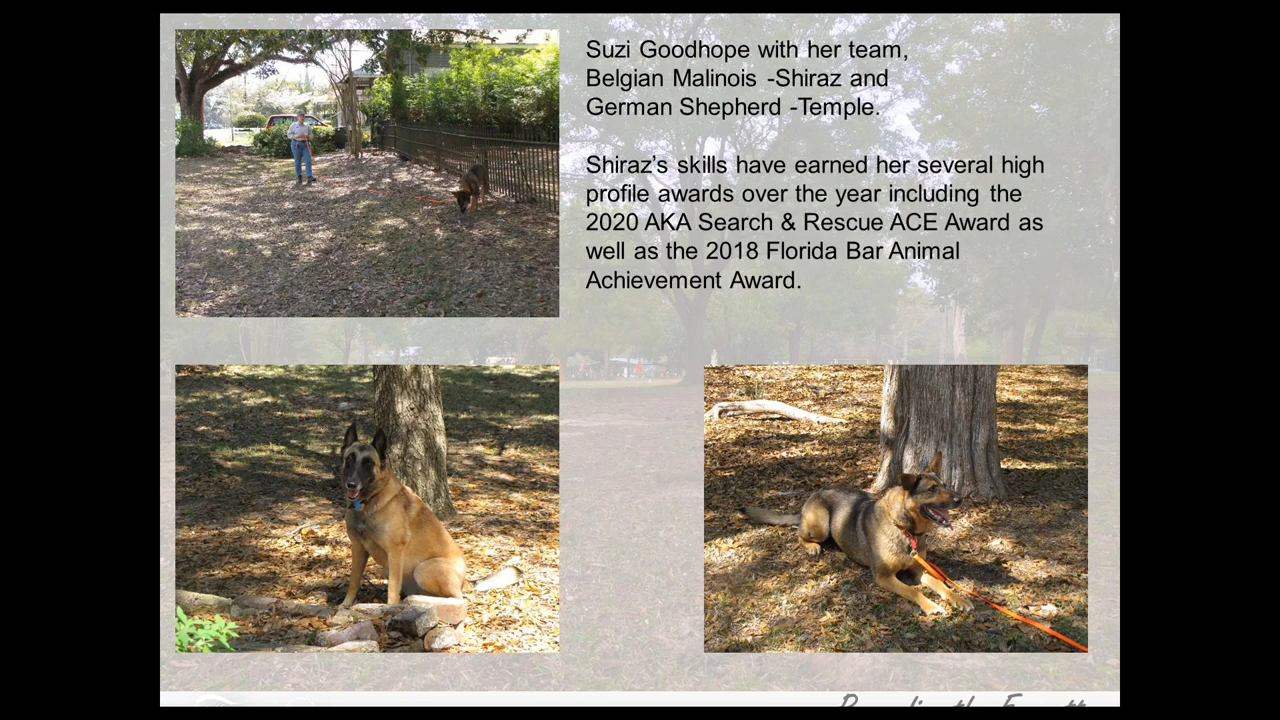 Suzi Goodhope with her team,
Belgian Malinois -Shiraz and
German Shepherd -Temple.
Shiraz's skills have earned her several high
profile awards over the year including the
2020 AKA Search & Rescue ACE Award as
well as the 2018 Florida Bar Animal
Achievement Award.